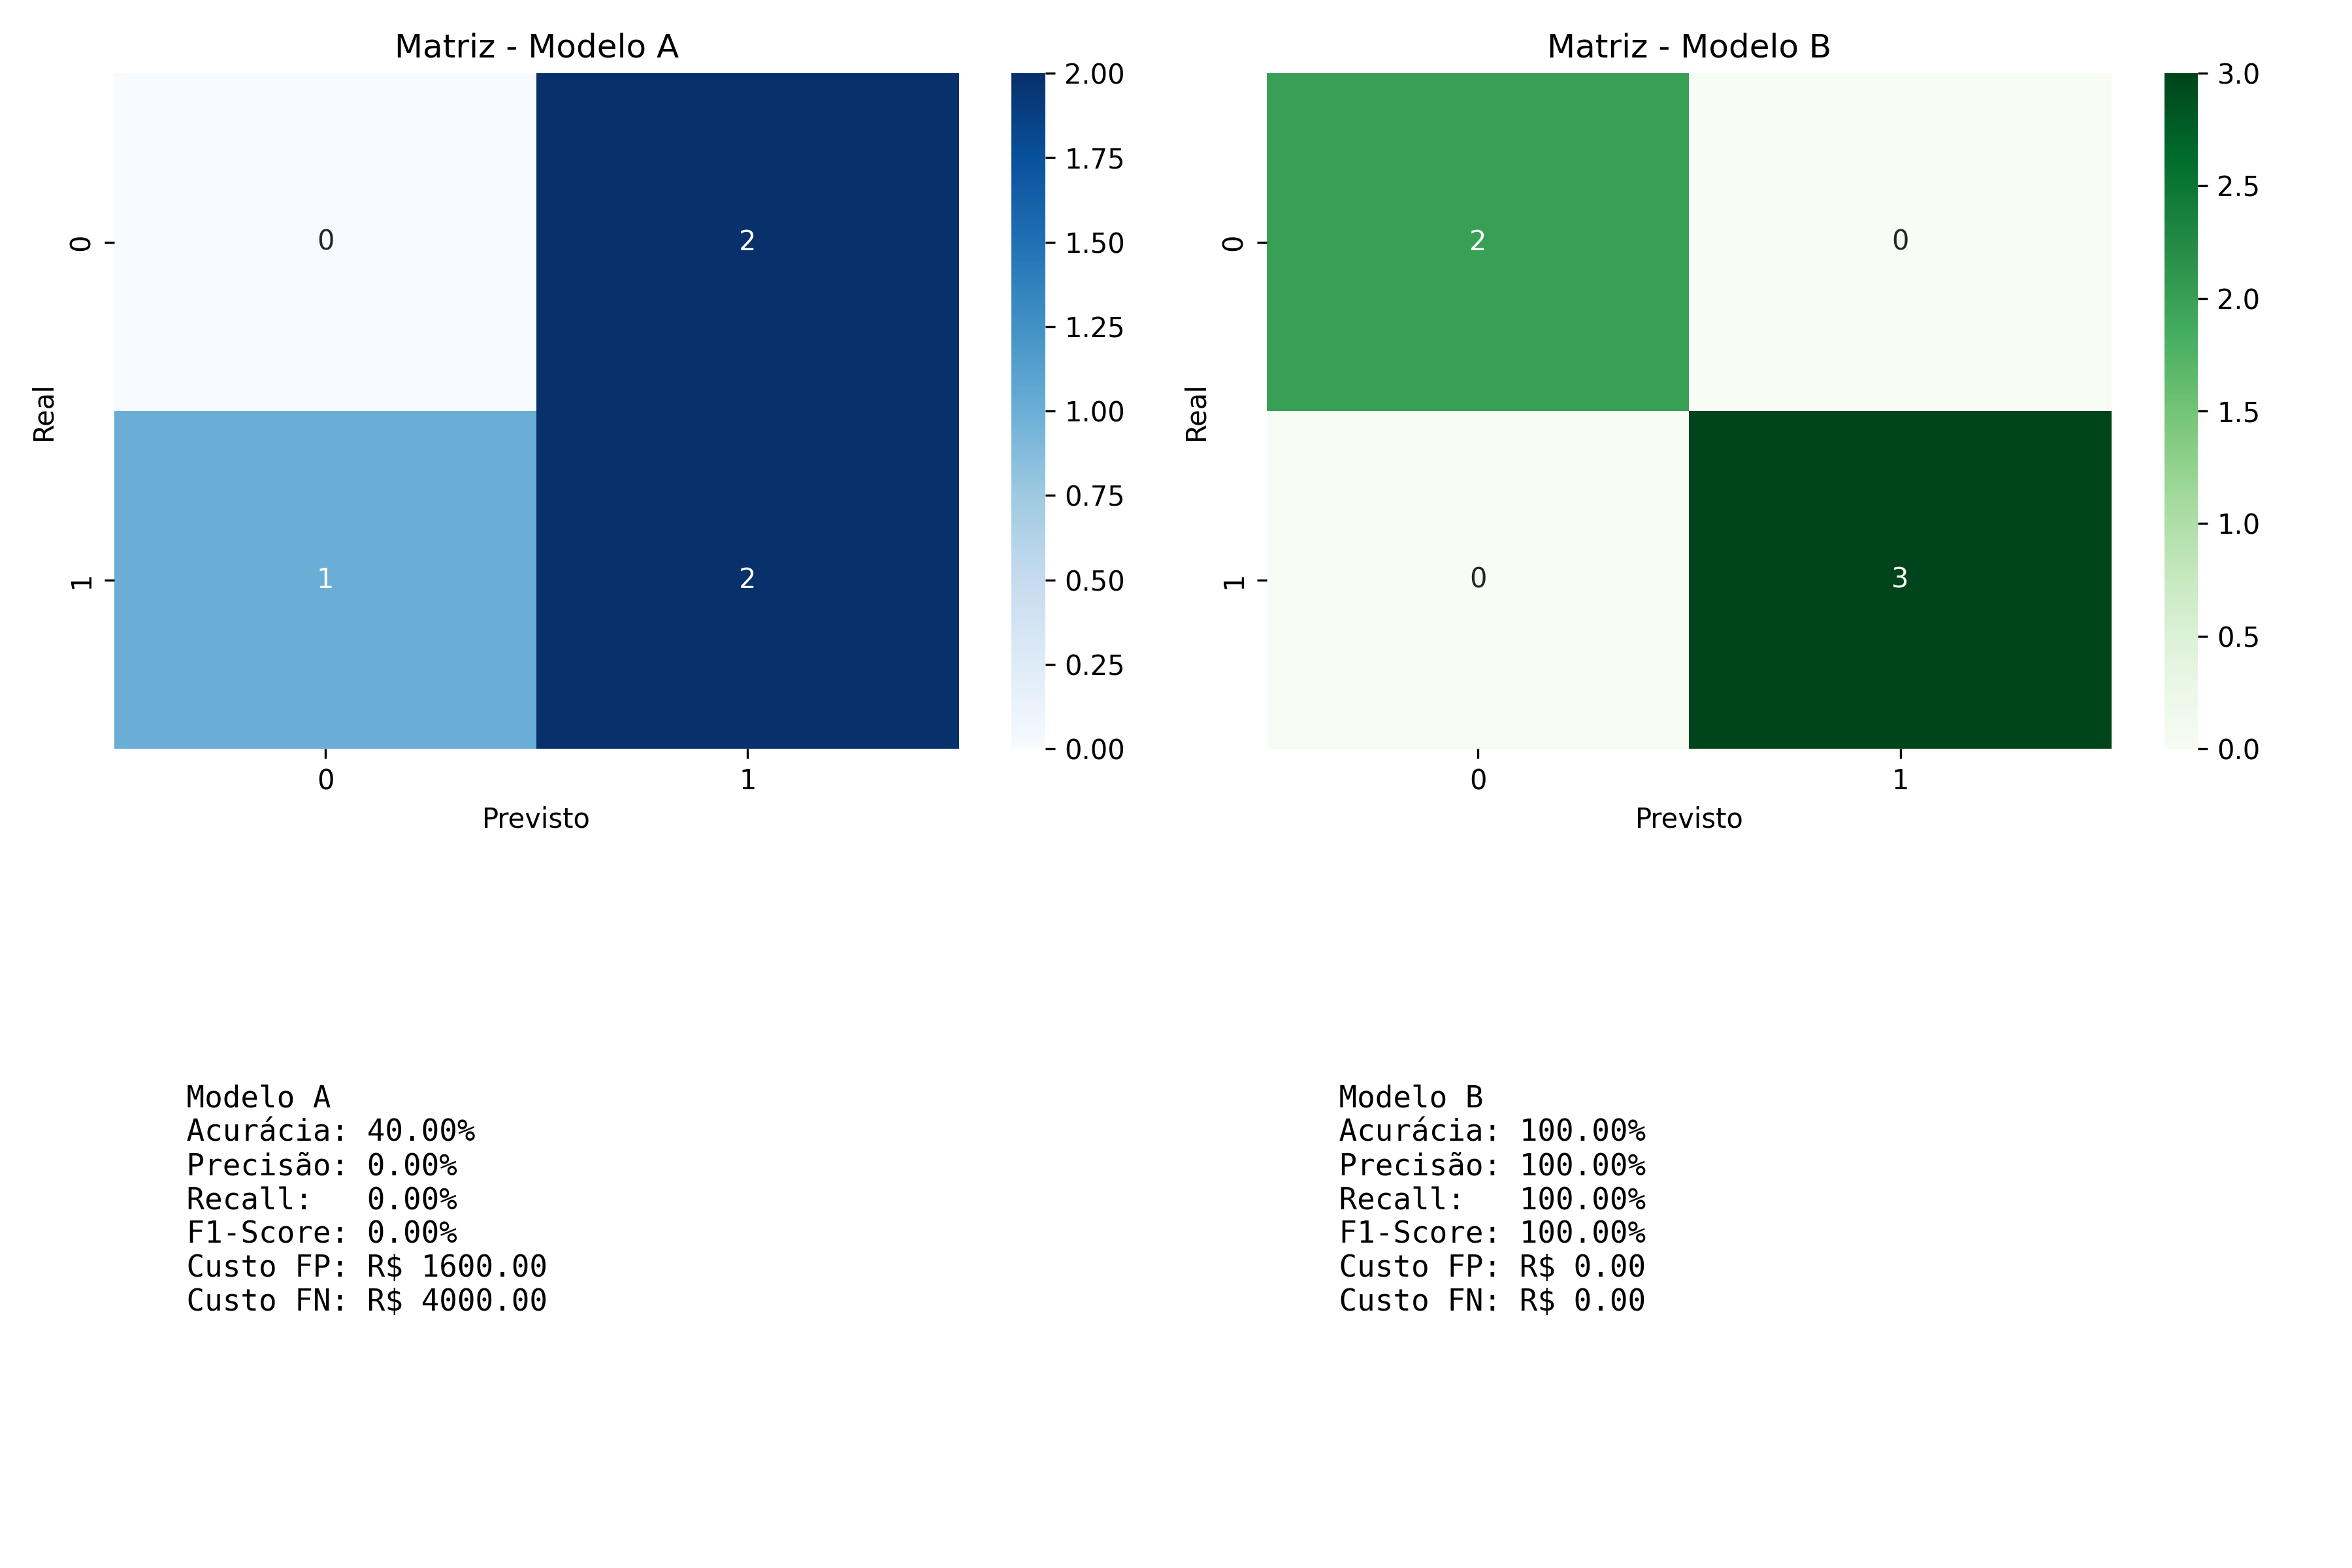 Matriz - Modelo A
2.00
1.75
1.50
1.25
1.00
0.75
0.50
0.25
0.00
0
2
1
2
0
1
Real
0
1
Previsto
Matriz - Modelo B
3.0
2.5
2.0
1.5
1.0
0.5
0.0
2
0
0
3
0
1
Real
0
1
Previsto
Modelo A
Acurácia: 40.00%
Precisão: 0.00%
Recall:   0.00%
F1-Score: 0.00%
Custo FP: R$ 1600.00
Custo FN: R$ 4000.00
Modelo B
Acurácia: 100.00%
Precisão: 100.00%
Recall:   100.00%
F1-Score: 100.00%
Custo FP: R$ 0.00
Custo FN: R$ 0.00